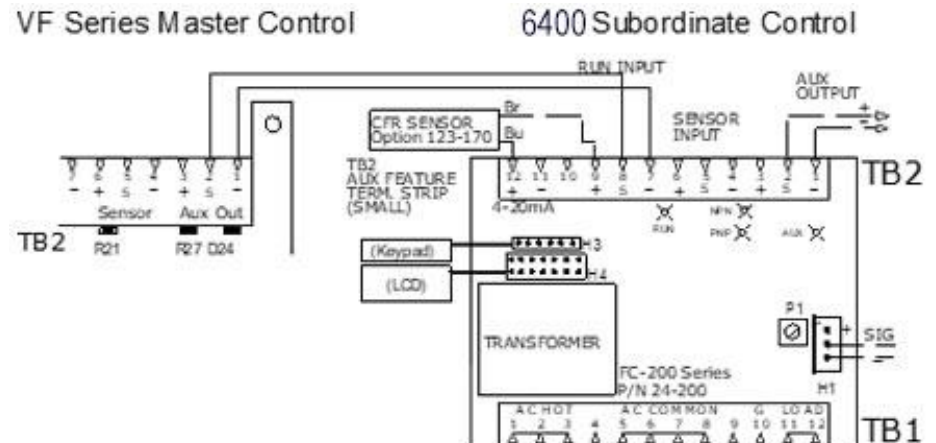 VF Series Master Control
6400 Subordinate Control
RUN INPUT
AUX
OUTPUT
+
-
CFR SENSOR
Option 123-170
Br
Bu
SENSOR
INPUT
7 6 5 4 3 2 1
- + S - + S -
Sensor Aux Out
TB2
R21 R27 D24
TB2
AUX FEATURE
TERM. STRIP
(SMALL)
12 11 10 9 8 7 6 5 4 3 2 1
+ - + S - + S - + S -
TB2
4-20mA
RUN
NPN
PNP
AUX
(Keypad)
H3
(LCD)
H4
TRANSFORMER
P1
- +
SIG
H1
FC-200 Series
P/N 24-200
AC HOT AC COMMON G LOAD
1 2 3 4 5 6 7 8 9 10 11 12
TB1